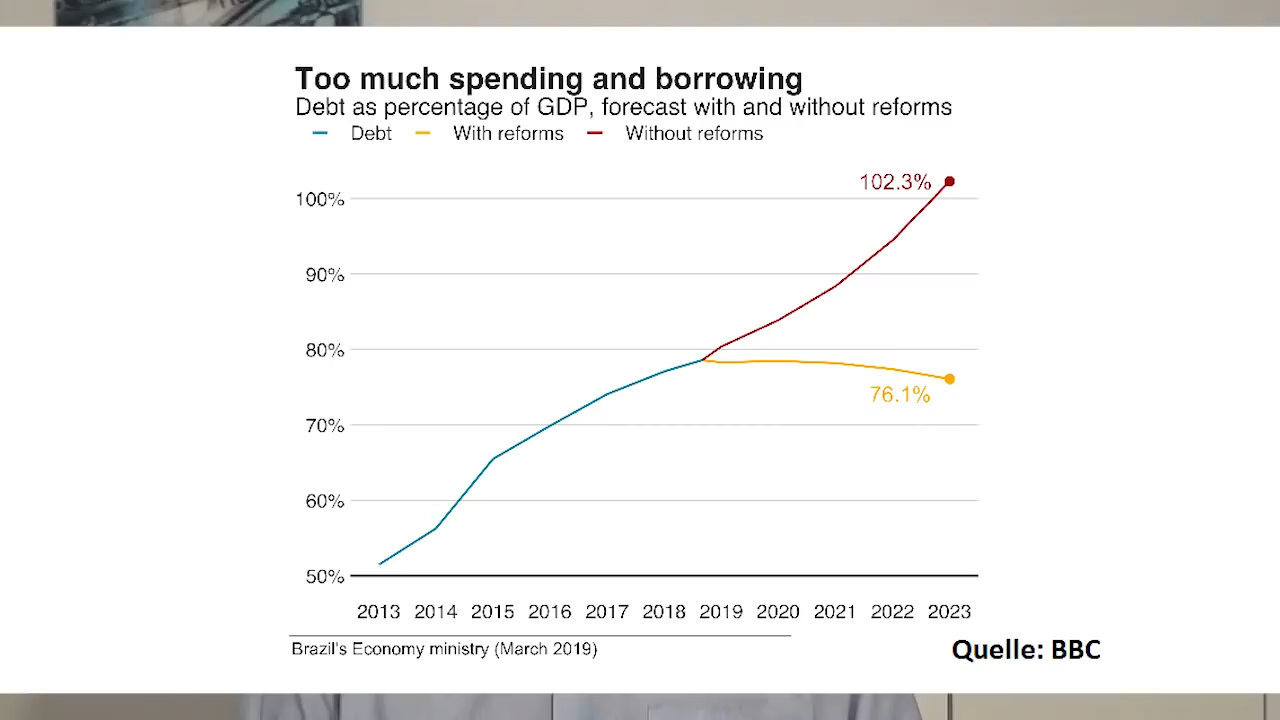 Too much spending and borrowing
Debt as percentage of GDP, forecast with and without reforms
Debt With reforms Without reforms
102.3%
100%
90%
80%
76.1%
70%
60%
50%
2013 2014 2015 2016 2017 2018 2019 2020 2021 2022 2023
Brazil's Economy ministry (March 2019)
Quelle: BBC